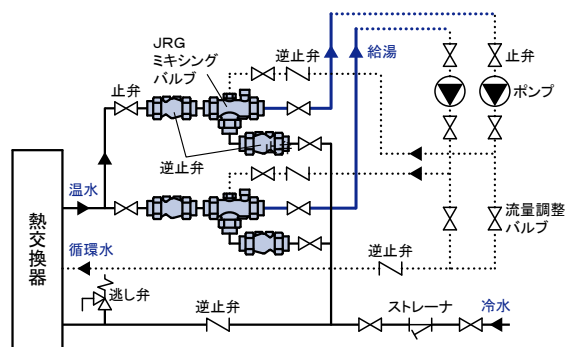 JRG
ミキシング
バルブ
逆止弁
給湯
止弁
止弁
ポンプ
逆止弁
温水
流量調整
バルブ
熱交換器
循環水
逆止弁
逃し弁
逆止弁
ストレーナ
冷水